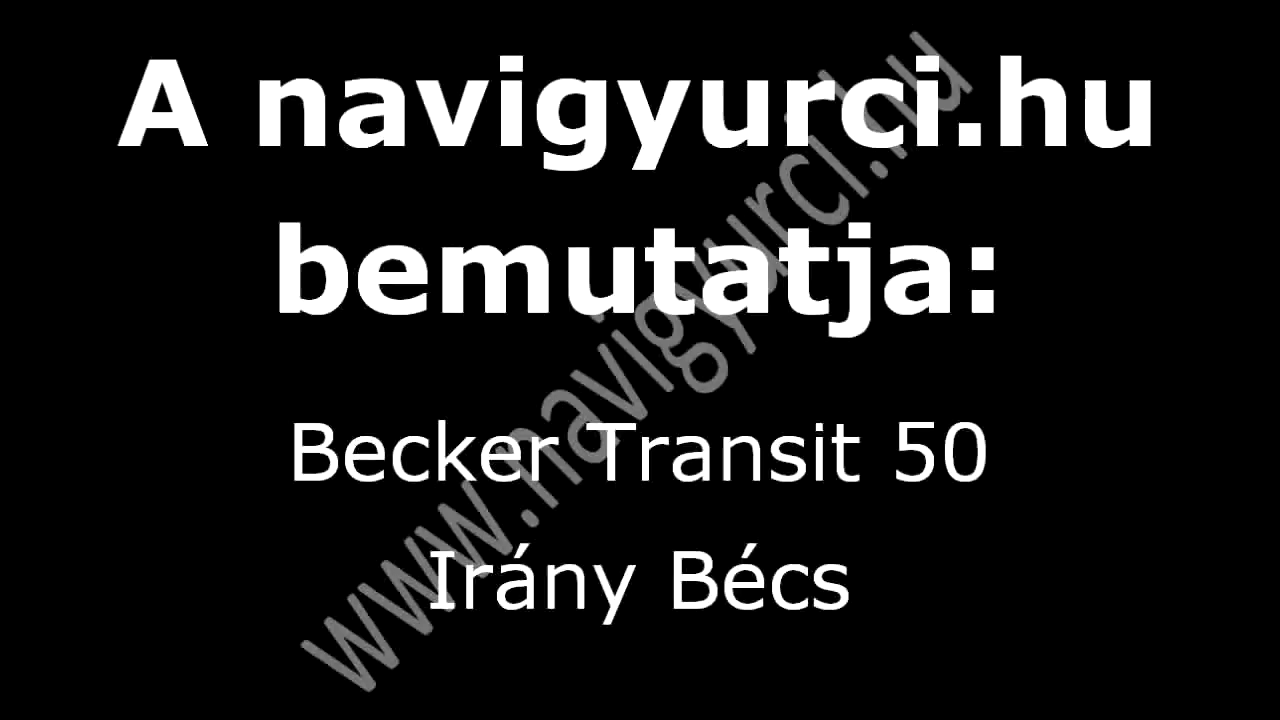 A navigyurci.hu
bemutatja:
Becker Transit 50
Irány Bécs
www.navigyurci.hu